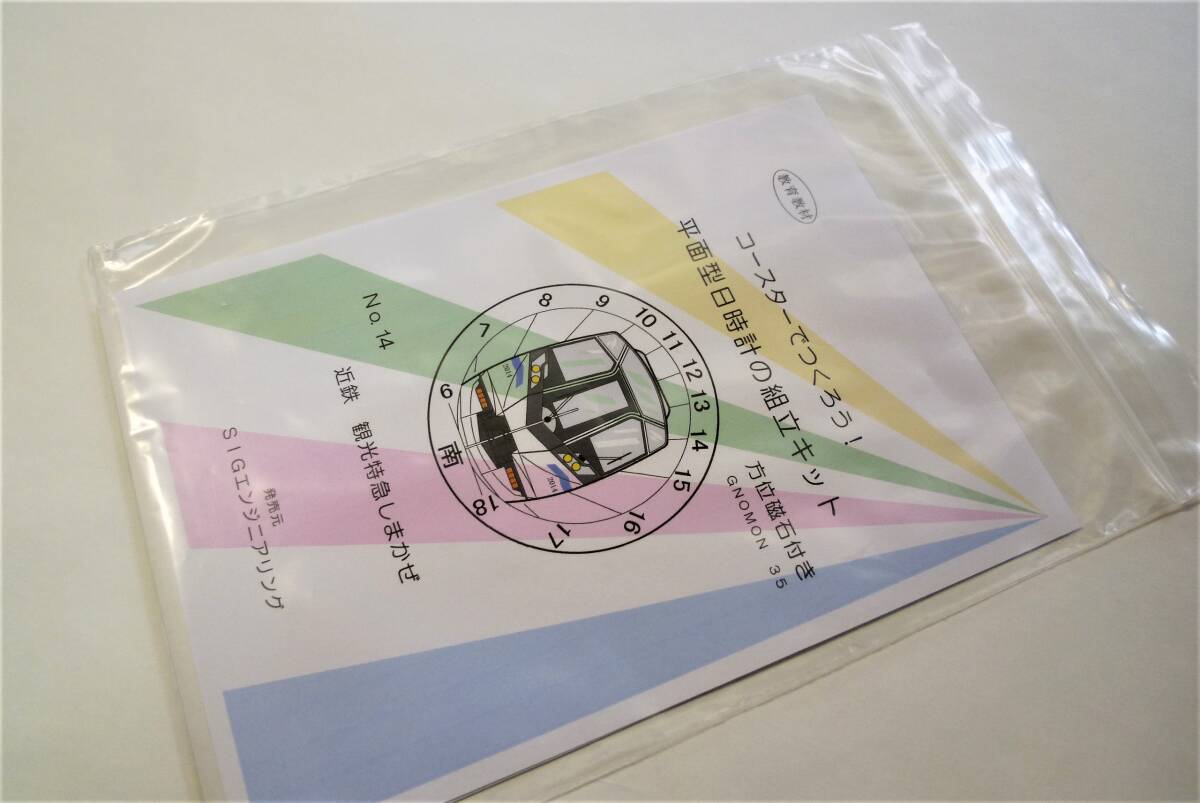 教育教材
コースターでつくろう!
平面型日時計の組立キット
方位磁石付き
GNOMON 35
6
7
8
9
10
11
12
13
14
15
16
17
18
南
2014
2014
No. 14
近鉄 観光特急しまかぜ
発売元
SIGエンジニアリング